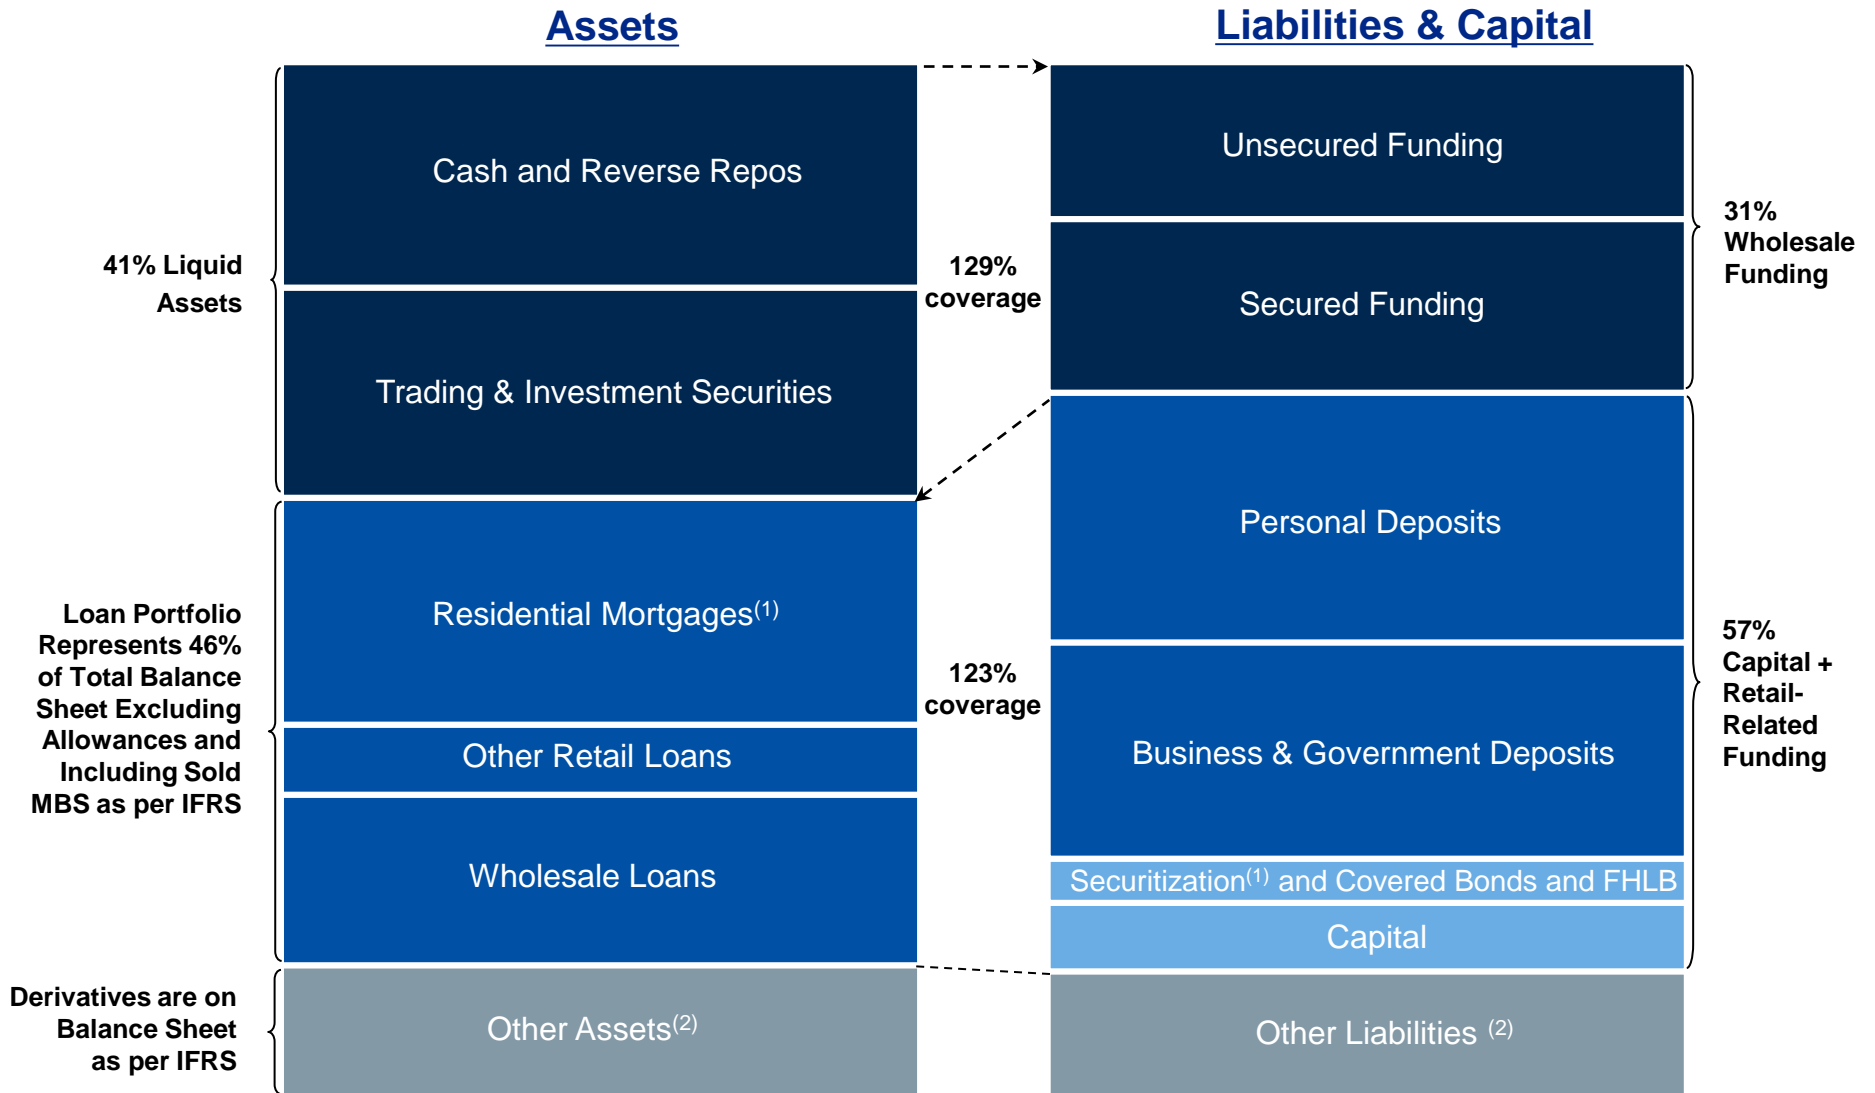 Assets
Liabilities & Capital
41% Liquid
Assets
Cash and Reverse Repos
Trading & Investment Securities
129%
coverage
Unsecured Funding
Secured Funding
31%
Wholesale
Funding
Loan Portfolio
Represents 46%
of Total Balance
Sheet Excluding
Allowances and
Including Sold
MBS as per IFRS
Residential Mortgages(1)
Other Retail Loans
Wholesale Loans
123%
coverage
Personal Deposits
Business & Government Deposits
Securitization(1) and Covered Bonds and FHLB
Capital
57%
Capital +
Retail-
Related
Funding
Derivatives are on
Balance Sheet
as per IFRS
Other Assets(2)
Other Liabilities (2)